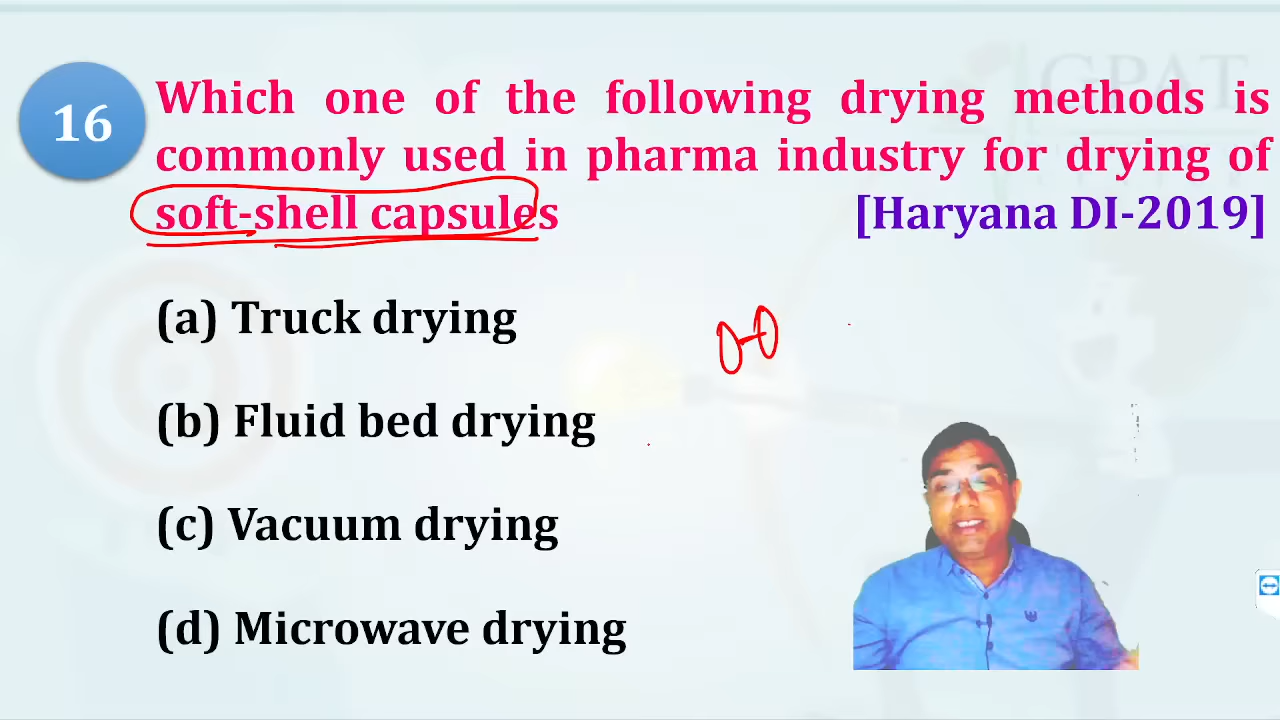 16
Which one of the following drying methods is
commonly used in pharma industry for drying of
soft-shell capsules [Haryana DI-2019]
(a) Truck drying
(b) Fluid bed drying
(c) Vacuum drying
(d) Microwave drying
GPAT